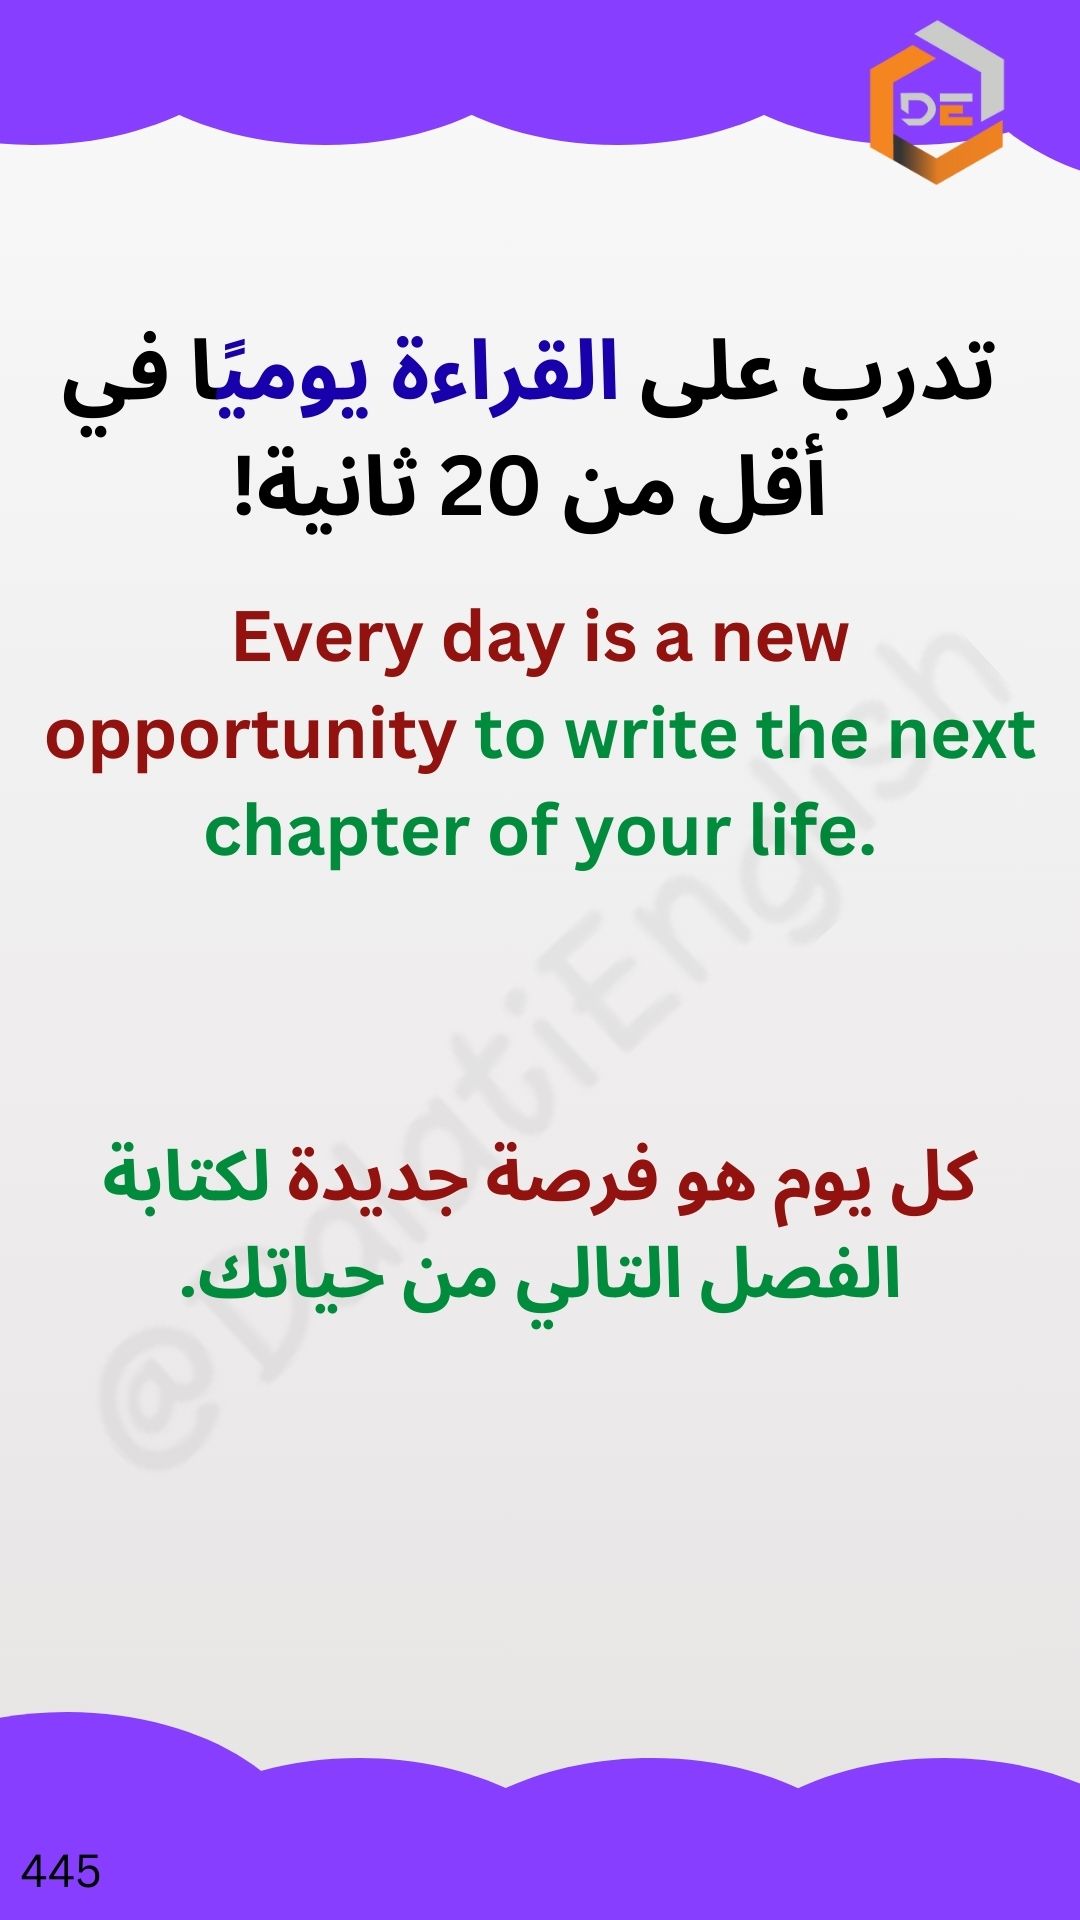 DE
تدرب على القراءة يوميًا في
أقل من 20 ثانية!
Every day is a new
opportunity to write the next
chapter of your life.
كل يوم هو فرصة جديدة لكتابة
الفصل التالي من حياتك.
@DalatiEnglish
445